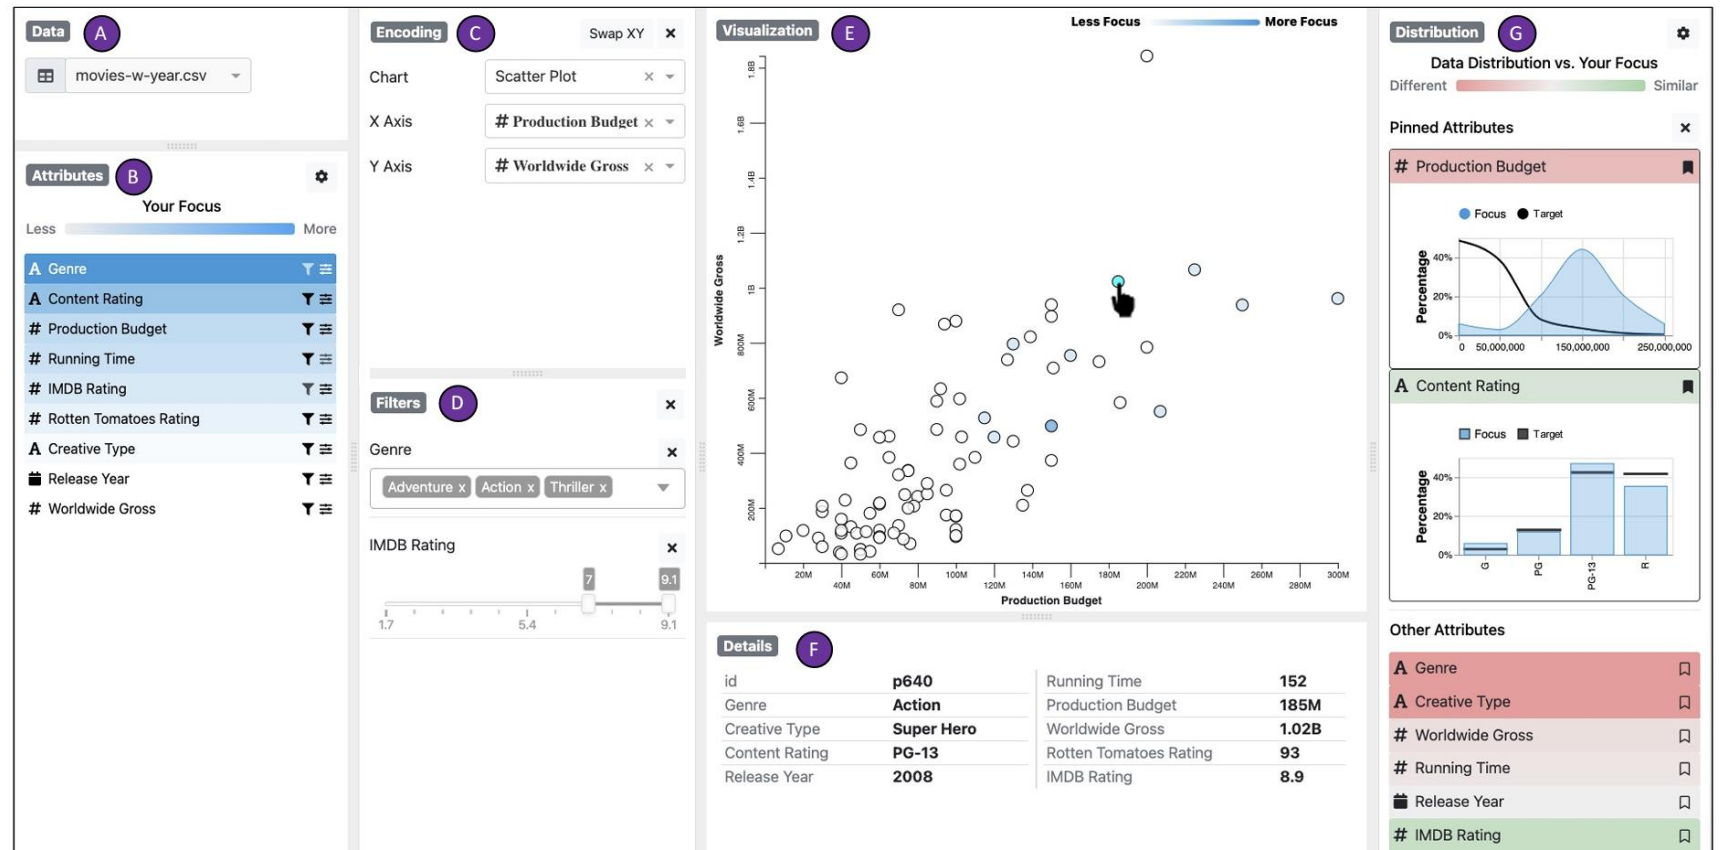 Data A
movies-w-year.csv
Attributes B
Your Focus
Less More
A Genre
A Content Rating
# Production Budget
# Running Time
# IMDB Rating
# Rotten Tomatoes Rating
A Creative Type
Release Year
# Worldwide Gross
Encoding C Swap XY ×
Chart Scatter Plot ×
X Axis # Production Budget ×
Y Axis # Worldwide Gross ×
Filters D ×
Genre ×
Adventure x Action x Thriller x
IMDB Rating ×
7 9.1
1.7 5.4 9.1
Visualization E Less Focus More Focus
Worldwide Gross
1.8B
1.6B
1.4B
1.2B
1B
800M
600M
400M
200M
20M 40M 60M 80M 100M 120M 140M 160M 180M 200M 220M 240M 260M 280M 300M
Production Budget
Details F
id p640
Genre Action
Creative Type Super Hero
Content Rating PG-13
Release Year 2008
Running Time 152
Production Budget 185M
Worldwide Gross 1.02B
Rotten Tomatoes Rating 93
IMDB Rating 8.9
Distribution G
Data Distribution vs. Your Focus
Different Similar
Pinned Attributes ×
# Production Budget
Focus Target
Percentage
40%
20%
0%
0 50,000,000 150,000,000 250,000,000
A Content Rating
Focus Target
Percentage
40%
20%
0%
G PG PG-13 R
Other Attributes
A Genre
A Creative Type
# Worldwide Gross
# Running Time
Release Year
# IMDB Rating